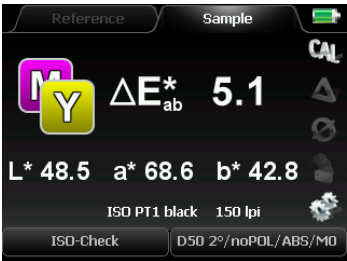 Reference
Sample
CAL
M
Y
ΔE*ab 5.1
L* 48.5 a* 68.6 b* 42.8
ISO PT1 black 150 lpi
ISO-Check
D50 2°/noPOL/ABS/M0